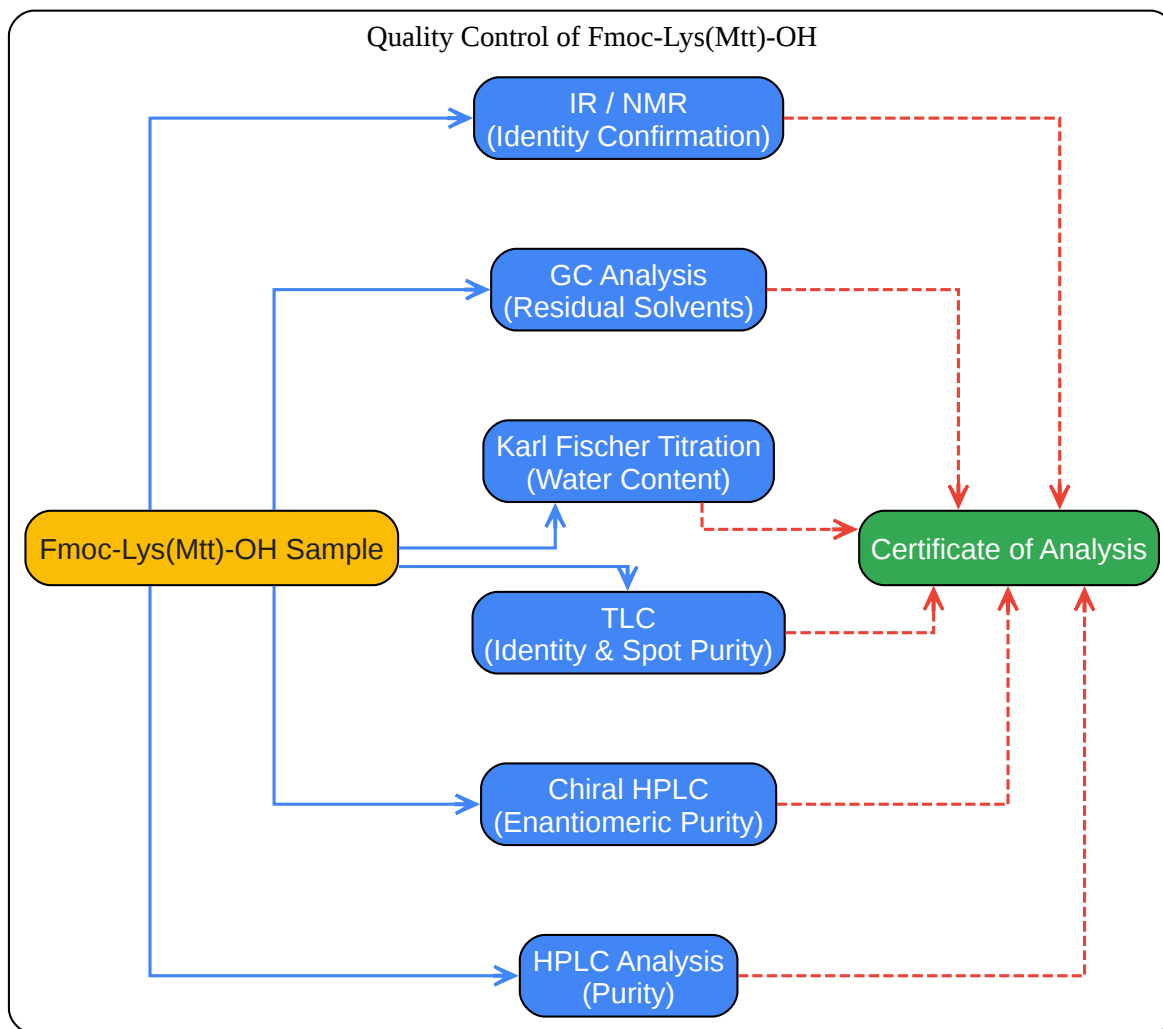 Quality Control of Fmoc-Lys(Mtt)-OH
IR / NMR
(Identity Confirmation)
GC Analysis
(Residual Solvents)
Karl Fischer Titration
(Water Content)
Fmoc-Lys(Mtt)-OH Sample
Certificate of Analysis
TLC
(Identity & Spot Purity)
Chiral HPLC
(Enantiomeric Purity)
HPLC Analysis
(Purity)